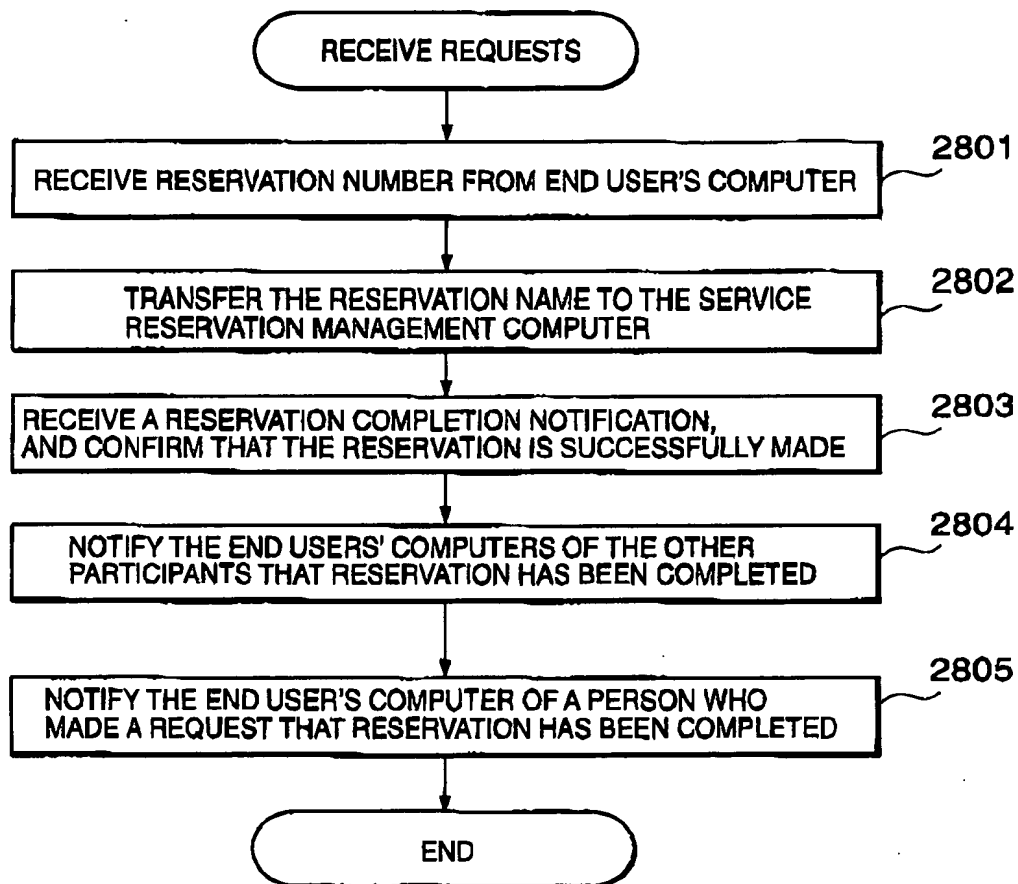 RECEIVE REQUESTS
2801
RECEIVE RESERVATION NUMBER FROM END USER'S COMPUTER
2802
TRANSFER THE RESERVATION NAME TO THE SERVICE
RESERVATION MANAGEMENT COMPUTER
2803
RECEIVE A RESERVATION COMPLETION NOTIFICATION,
AND CONFIRM THAT THE RESERVATION IS SUCCESSFULLY MADE
2804
NOTIFY THE END USERS' COMPUTERS OF THE OTHER
PARTICIPANTS THAT RESERVATION HAS BEEN COMPLETED
2805
NOTIFY THE END USER'S COMPUTER OF A PERSON WHO
MADE A REQUEST THAT RESERVATION HAS BEEN COMPLETED
END